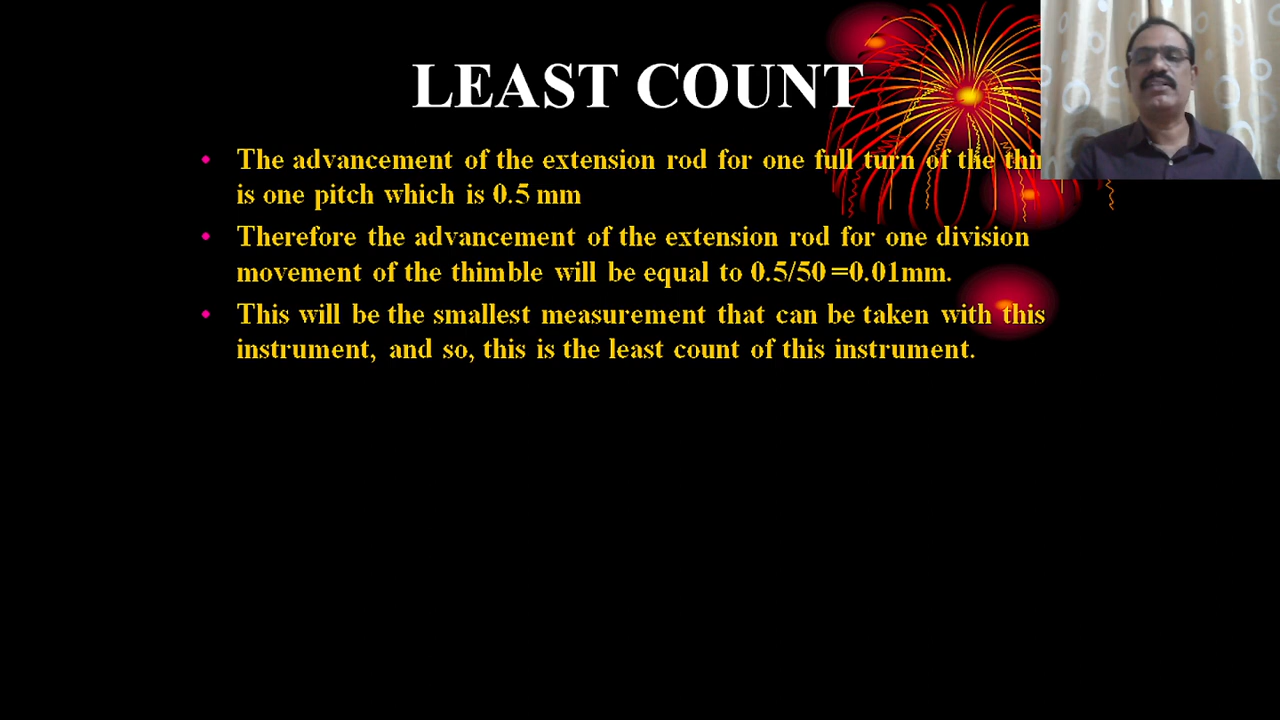 LEAST COUNT
• The advancement of the extension rod for one full turn of the
is one pitch which is 0.5 mm
• Therefore the advancement of the extension rod for one division
movement of the thimble will be equal to 0.5/50 =0.01mm.
• This will be the smallest measurement that can be taken with this
instrument, and so, this is the least count of this instrument.